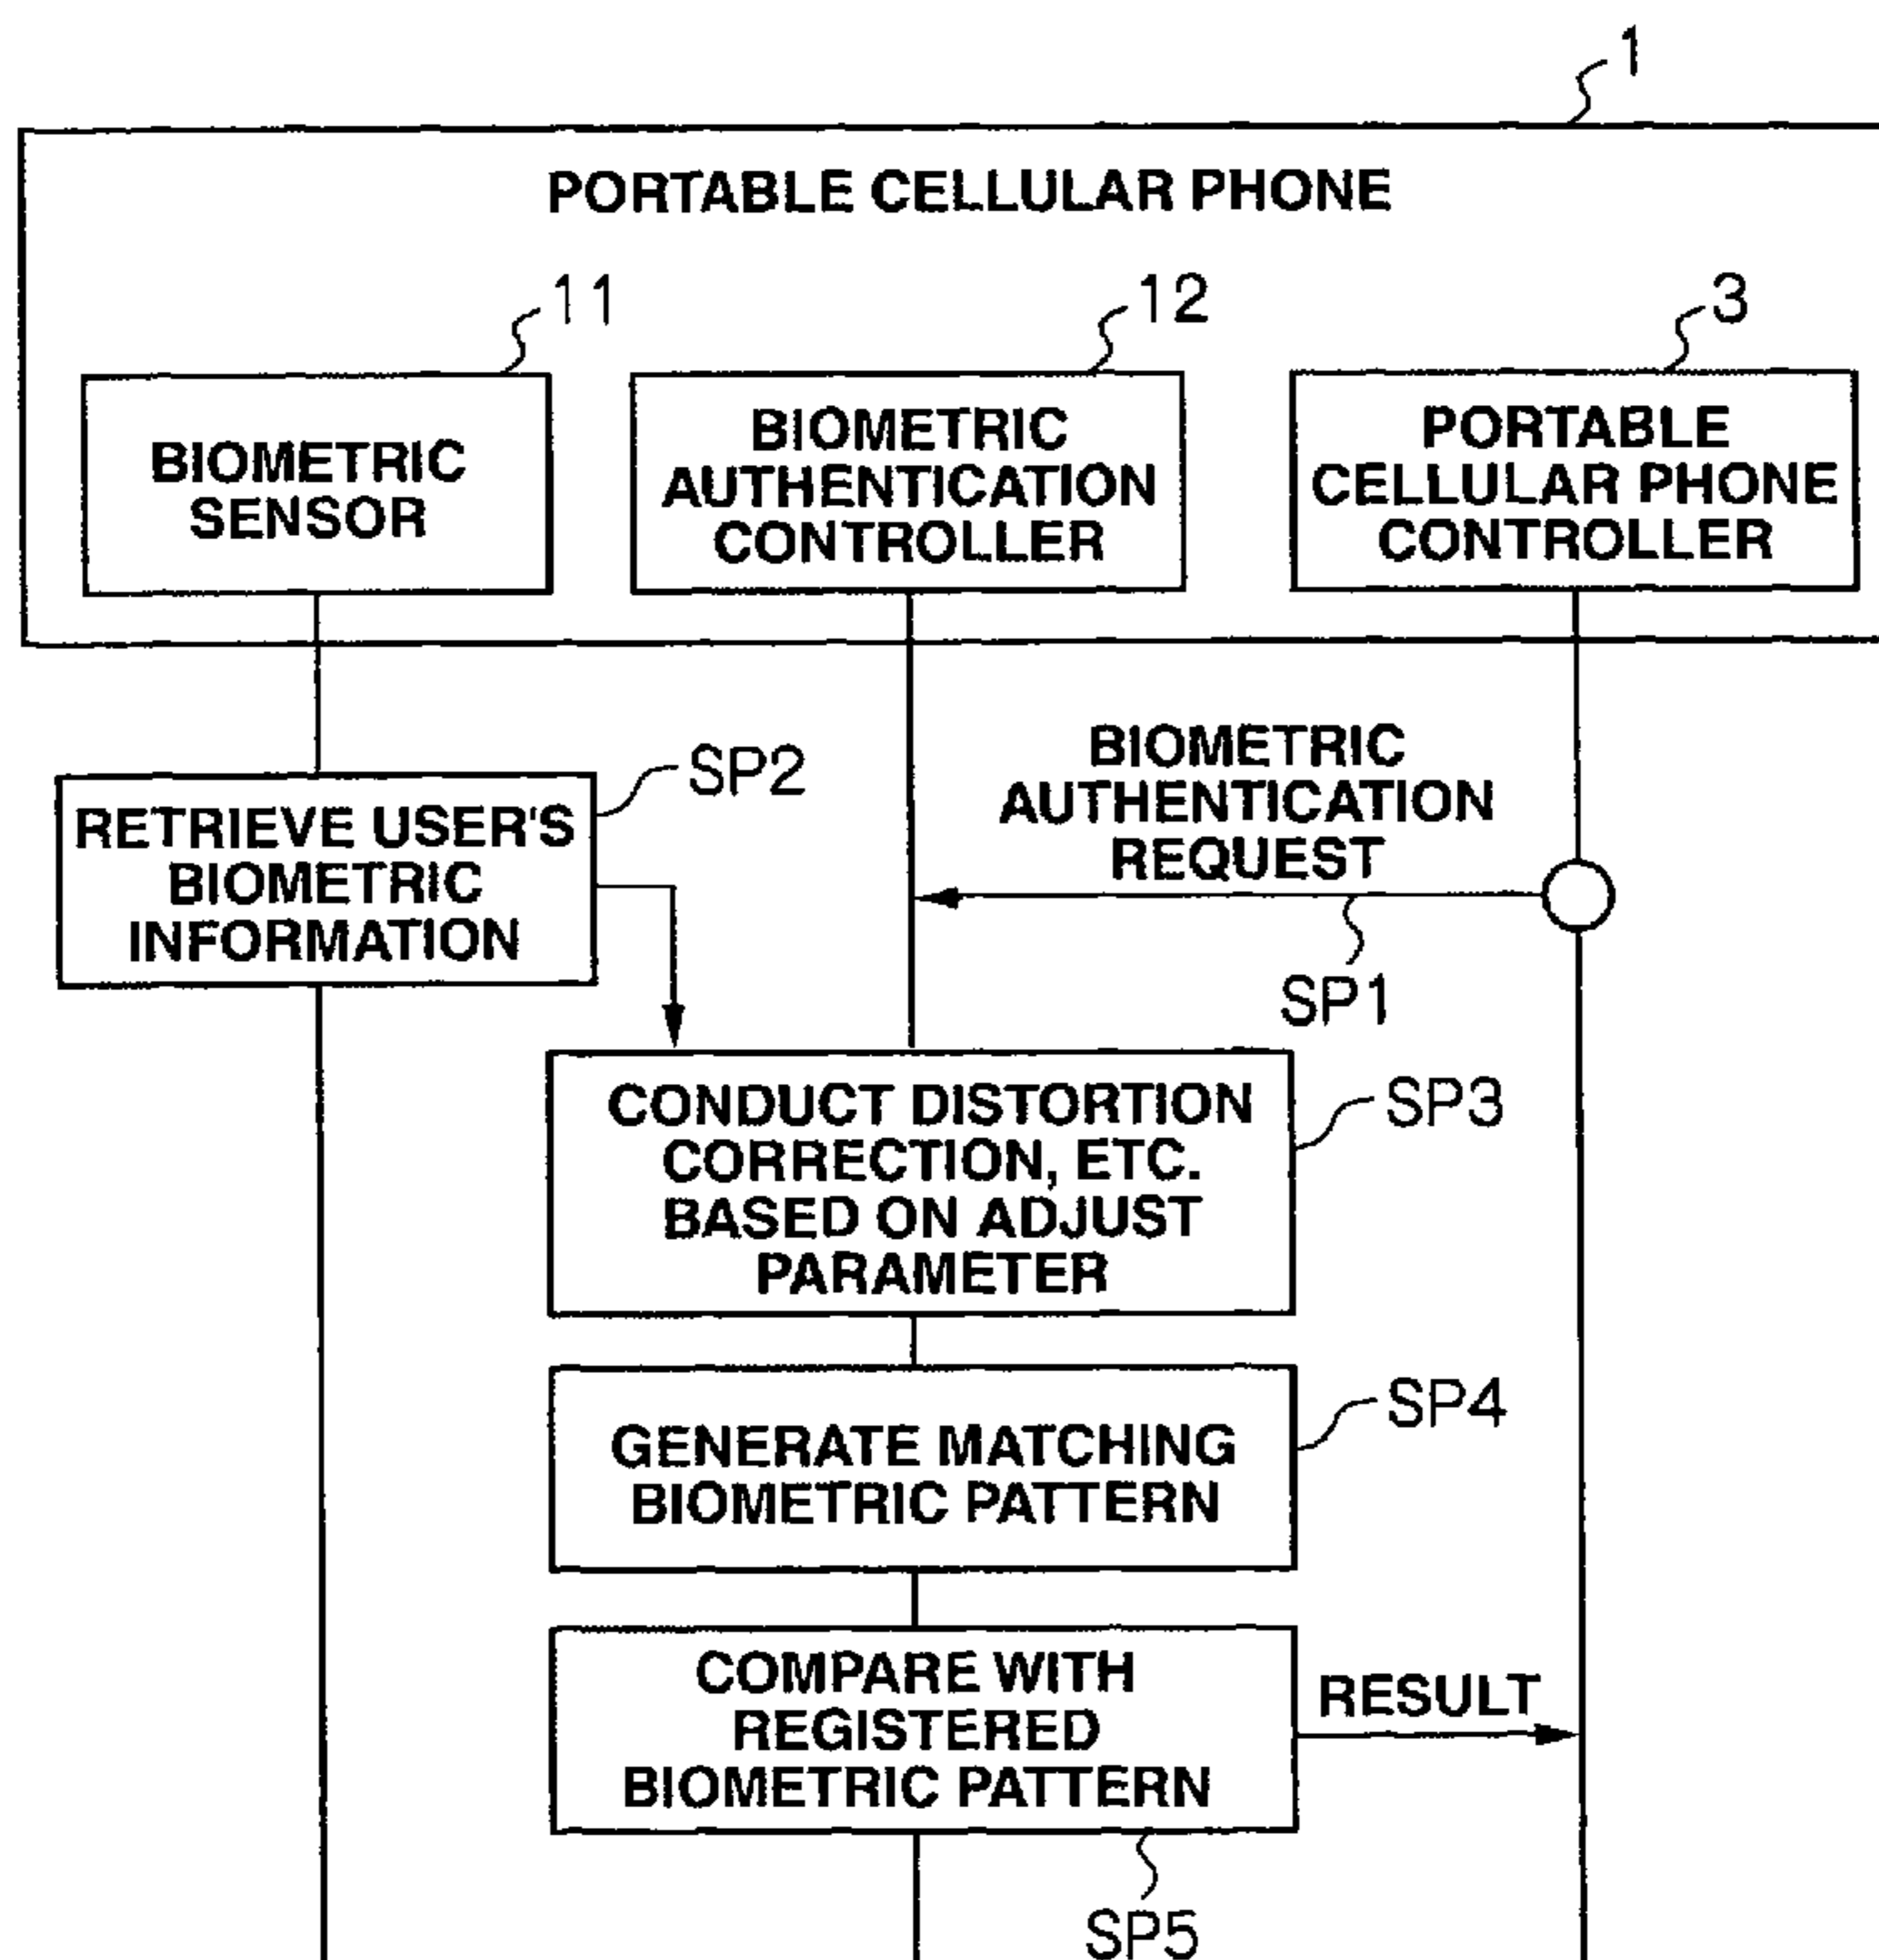 1
PORTABLE CELLULAR PHONE
11
12
3
BIOMETRIC
SENSOR
BIOMETRIC
AUTHENTICATION
CONTROLLER
PORTABLE
CELLULAR PHONE
CONTROLLER
SP2
RETRIEVE USER'S
BIOMETRIC
INFORMATION
BIOMETRIC
AUTHENTICATION
REQUEST
SP1
CONDUCT DISTORTION
CORRECTION, ETC.
BASED ON ADJUST
PARAMETER
SP3
GENERATE MATCHING
BIOMETRIC PATTERN
SP4
COMPARE WITH
REGISTERED
BIOMETRIC PATTERN
RESULT
SP5